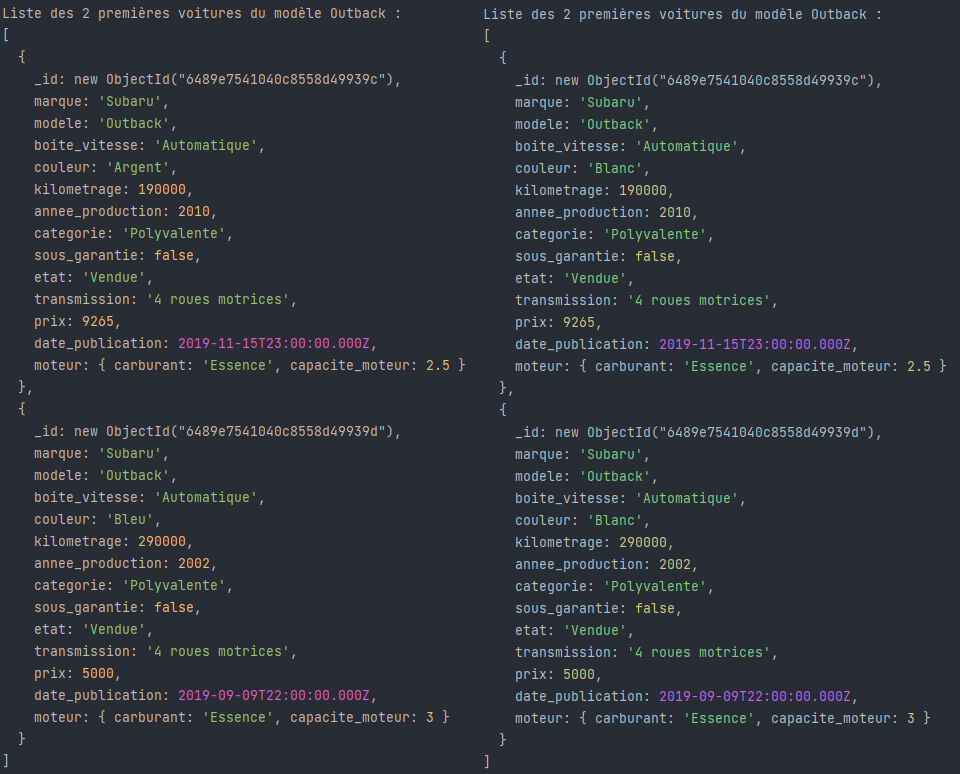 Liste des 2 premières voitures du modèle Outback :
[
  {
    _id: new ObjectId("6489e7541040c8558d49939c"),
    marque: 'Subaru',
    modele: 'Outback',
    boite_vitesse: 'Automatique',
    couleur: 'Argent',
    kilometrage: 190000,
    annee_production: 2010,
    categorie: 'Polyvalente',
    sous_garantie: false,
    etat: 'Vendue',
    transmission: '4 roues motrices',
    prix: 9265,
    date_publication: 2019-11-15T23:00:00.000Z,
    moteur: { carburant: 'Essence', capacite_moteur: 2.5 }
  },
  {
    _id: new ObjectId("6489e7541040c8558d49939d"),
    marque: 'Subaru',
    modele: 'Outback',
    boite_vitesse: 'Automatique',
    couleur: 'Bleu',
    kilometrage: 290000,
    annee_production: 2002,
    categorie: 'Polyvalente',
    sous_garantie: false,
    etat: 'Vendue',
    transmission: '4 roues motrices',
    prix: 5000,
    date_publication: 2019-09-09T22:00:00.000Z,
    moteur: { carburant: 'Essence', capacite_moteur: 3 }
  }
]
Liste des 2 premières voitures du modèle Outback :
[
  {
    _id: new ObjectId("6489e7541040c8558d49939c"),
    marque: 'Subaru',
    modele: 'Outback',
    boite_vitesse: 'Automatique',
    couleur: 'Blanc',
    kilometrage: 190000,
    annee_production: 2010,
    categorie: 'Polyvalente',
    sous_garantie: false,
    etat: 'Vendue',
    transmission: '4 roues motrices',
    prix: 9265,
    date_publication: 2019-11-15T23:00:00.000Z,
    moteur: { carburant: 'Essence', capacite_moteur: 2.5 }
  },
  {
    _id: new ObjectId("6489e7541040c8558d49939d"),
    marque: 'Subaru',
    modele: 'Outback',
    boite_vitesse: 'Automatique',
    couleur: 'Blanc',
    kilometrage: 290000,
    annee_production: 2002,
    categorie: 'Polyvalente',
    sous_garantie: false,
    etat: 'Vendue',
    transmission: '4 roues motrices',
    prix: 5000,
    date_publication: 2019-09-09T22:00:00.000Z,
    moteur: { carburant: 'Essence', capacite_moteur: 3 }
  }
]